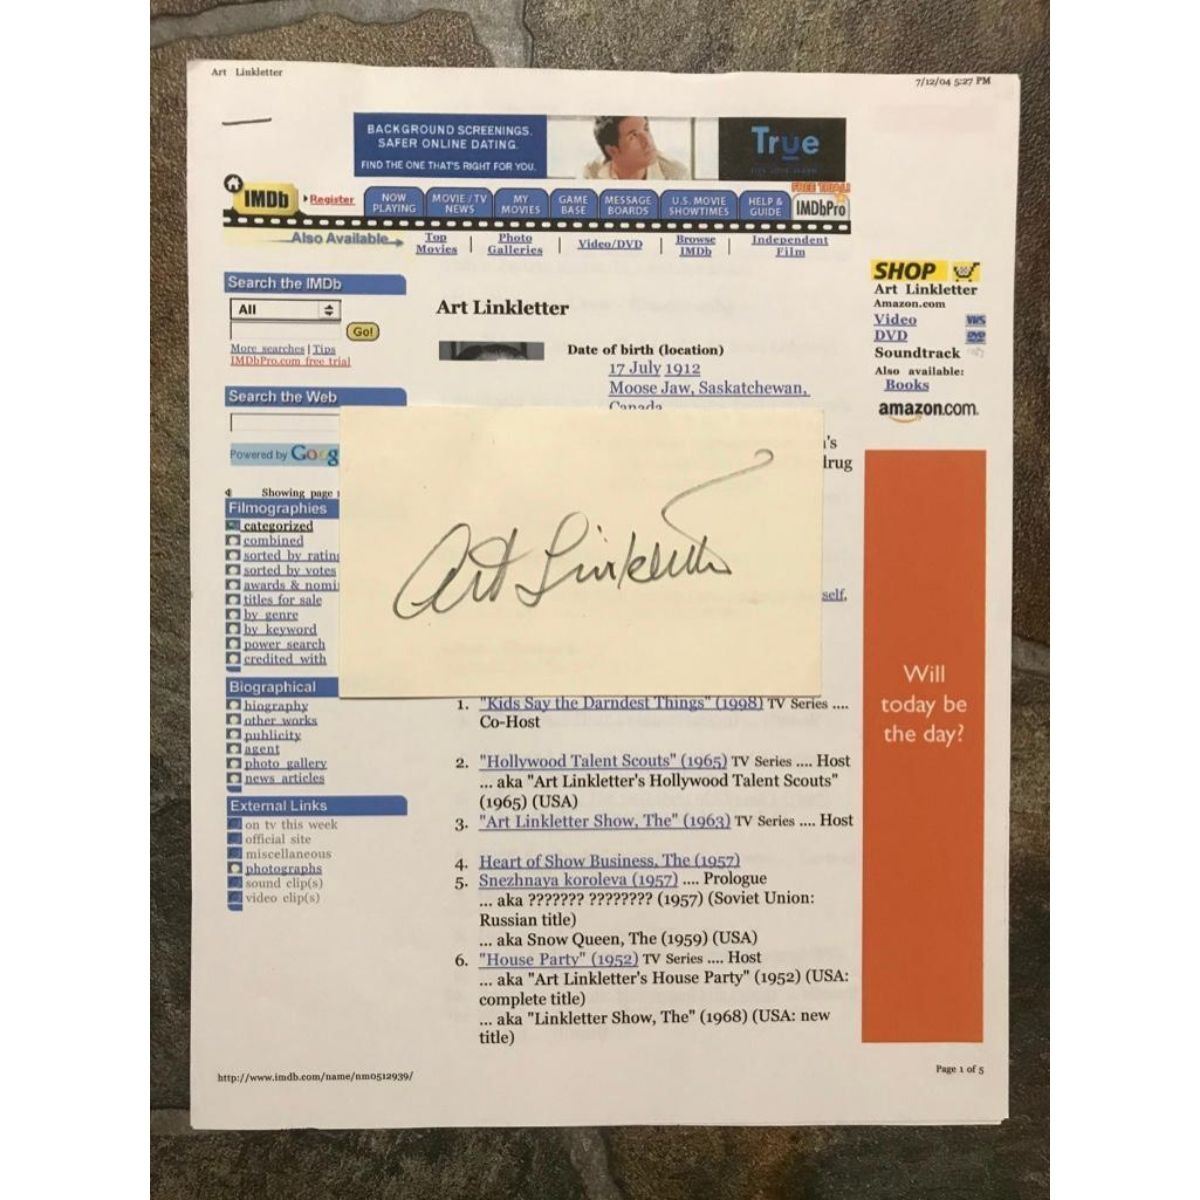 Art Linkletter
7/12/04 5:27 PM
BACKGROUND SCREENINGS.
SAFER ONLINE DATING.
FIND THE ONE THAT'S RIGHT FOR YOU.
True
FREE TRIAL!
IMDb
Register
NOW PLAYING
MOVIE / TV NEWS
MY MOVIES
GAME BASE
MESSAGE BOARDS
U.S. MOVIE SHOWTIMES
HELP & GUIDE
IMDbPro
Also Available
Top Movies | Photo Galleries | Video/DVD | Browse IMDb | Independent Film
Search the IMDb
All
Go!
More searches | Tips
IMDbPro.com free trial
Search the Web
Powered by Goog
Showing page
Filmographies
categorized
combined
sorted by ratin
sorted by votes
awards & nomi
titles for sale
by genre
by keyword
power search
credited with
Biographical
biography
other works
publicity
agent
photo gallery
news articles
External Links
on tv this week
official site
miscellaneous
photographs
sound clip(s)
video clip(s)
Art Linkletter
Date of birth (location)
17 July 1912
Moose Jaw, Saskatchewan,
Canada
's
drug
self,
Art Linkletter
1. "Kids Say the Darndest Things" (1998) TV Series ....
Co-Host
2. "Hollywood Talent Scouts" (1965) TV Series .... Host
... aka "Art Linkletter's Hollywood Talent Scouts"
(1965) (USA)
3. "Art Linkletter Show, The" (1963) TV Series .... Host
4. Heart of Show Business, The (1957)
5. Snezhnaya koroleva (1957) .... Prologue
... aka ??????? ???????? (1957) (Soviet Union:
Russian title)
... aka Snow Queen, The (1959) (USA)
6. "House Party" (1952) TV Series .... Host
... aka "Art Linkletter's House Party" (1952) (USA:
complete title)
... aka "Linkletter Show, The" (1968) (USA: new
title)
SHOP
Art Linkletter
Amazon.com
Video VHS
DVD DVD
Soundtrack
Also available:
Books
amazon.com.
Will
today be
the day?
http://www.imdb.com/name/nm0512939/
Page 1 of 5